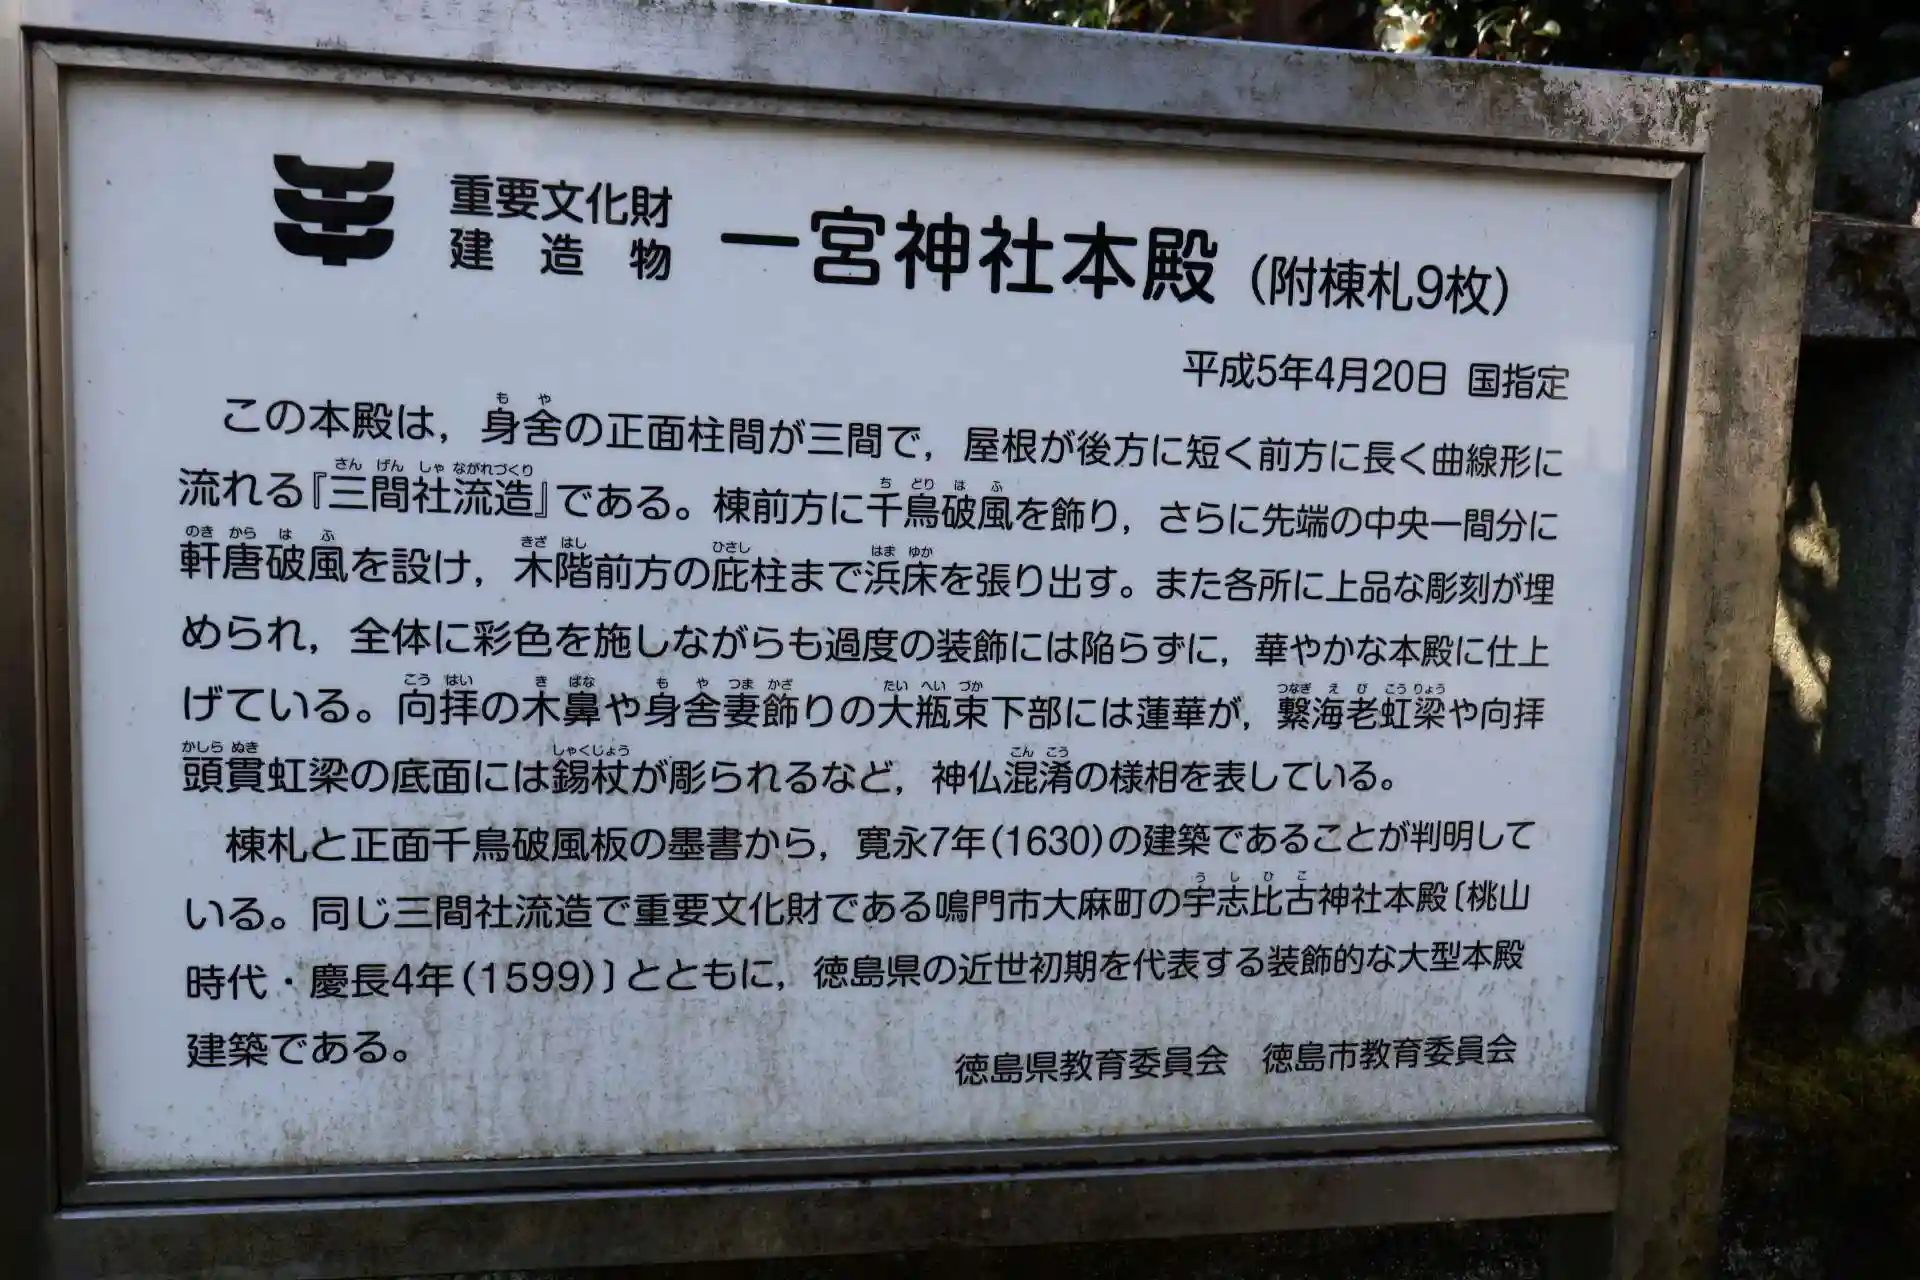 重要文化財
建造物
一宮神社本殿（附棟札9枚）
平成5年4月20日 国指定
この本殿は，身舎の正面柱間が三間で，屋根が後方に短く前方に長く曲線形に
流れる『三間社流造』である。棟前方に千鳥破風を飾り，さらに先端の中央一間分に
軒唐破風を設け，木階前方の庇柱まで浜床を張り出す。また各所に上品な彫刻が埋
められ，全体に彩色を施しながらも過度の装飾には陥らずに，華やかな本殿に仕上
げている。向拝の木鼻や身舎妻飾りの大瓶束下部には蓮華が，繋海老虹梁や向拝
頭貫虹梁の底面には錫杖が彫られるなど，神仏混淆の様相を表している。
棟札と正面千鳥破風板の墨書から，寛永7年(1630)の建築であることが判明して
いる。同じ三間社流造で重要文化財である鳴門市大麻町の宇志比古神社本殿〔桃山
時代・慶長4年(1599)〕とともに，徳島県の近世初期を代表する装飾的な大型本殿
建築である。
徳島県教育委員会　徳島市教育委員会